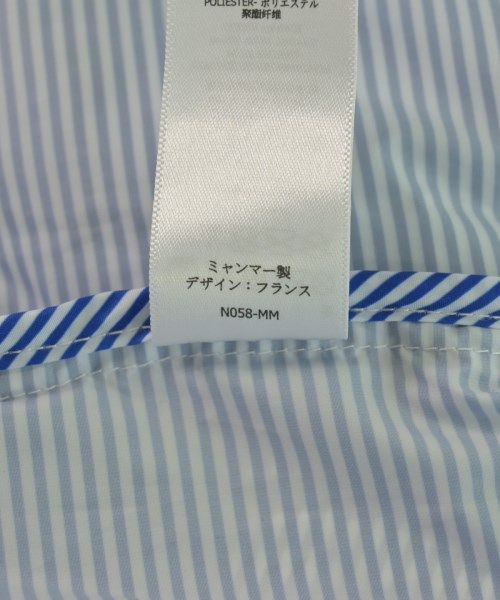 POLIESTER- ポリエステル
聚酯纤维
ミャンマー製
デザイン：フランス
N058-MM